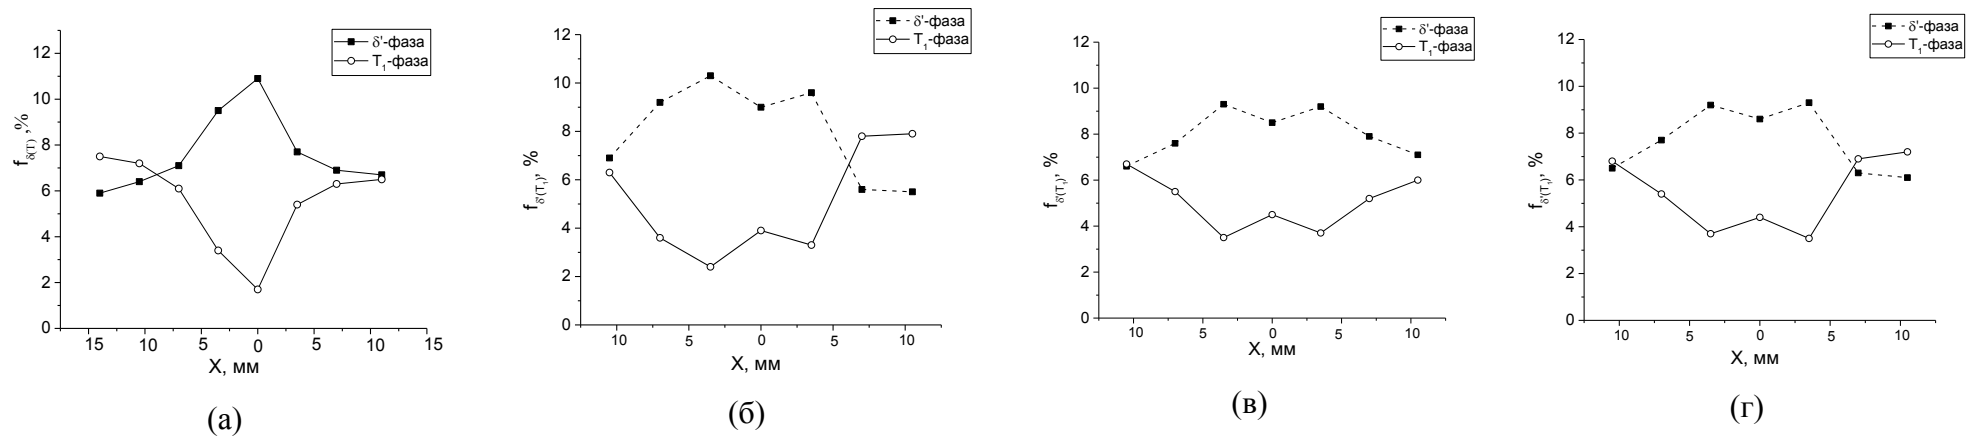 δ'-фаза
T₁-фаза
12
10
8
6
4
2
0
f δ(T) ,%
15 10 5 0 5 10 15
X, мм
(а)
δ'-фаза
T₁-фаза
12
10
8
6
4
2
0
f δ'(T₁), %
10 5 0 5 10
X, мм
(б)
δ'-фаза
T₁-фаза
12
10
8
6
4
2
0
f δ'(T₁), %
10 5 0 5 10
X, мм
(в)
δ'-фаза
T₁-фаза
12
10
8
6
4
2
0
f δ'(T₁), %
10 5 0 5 10
X, мм
(г)